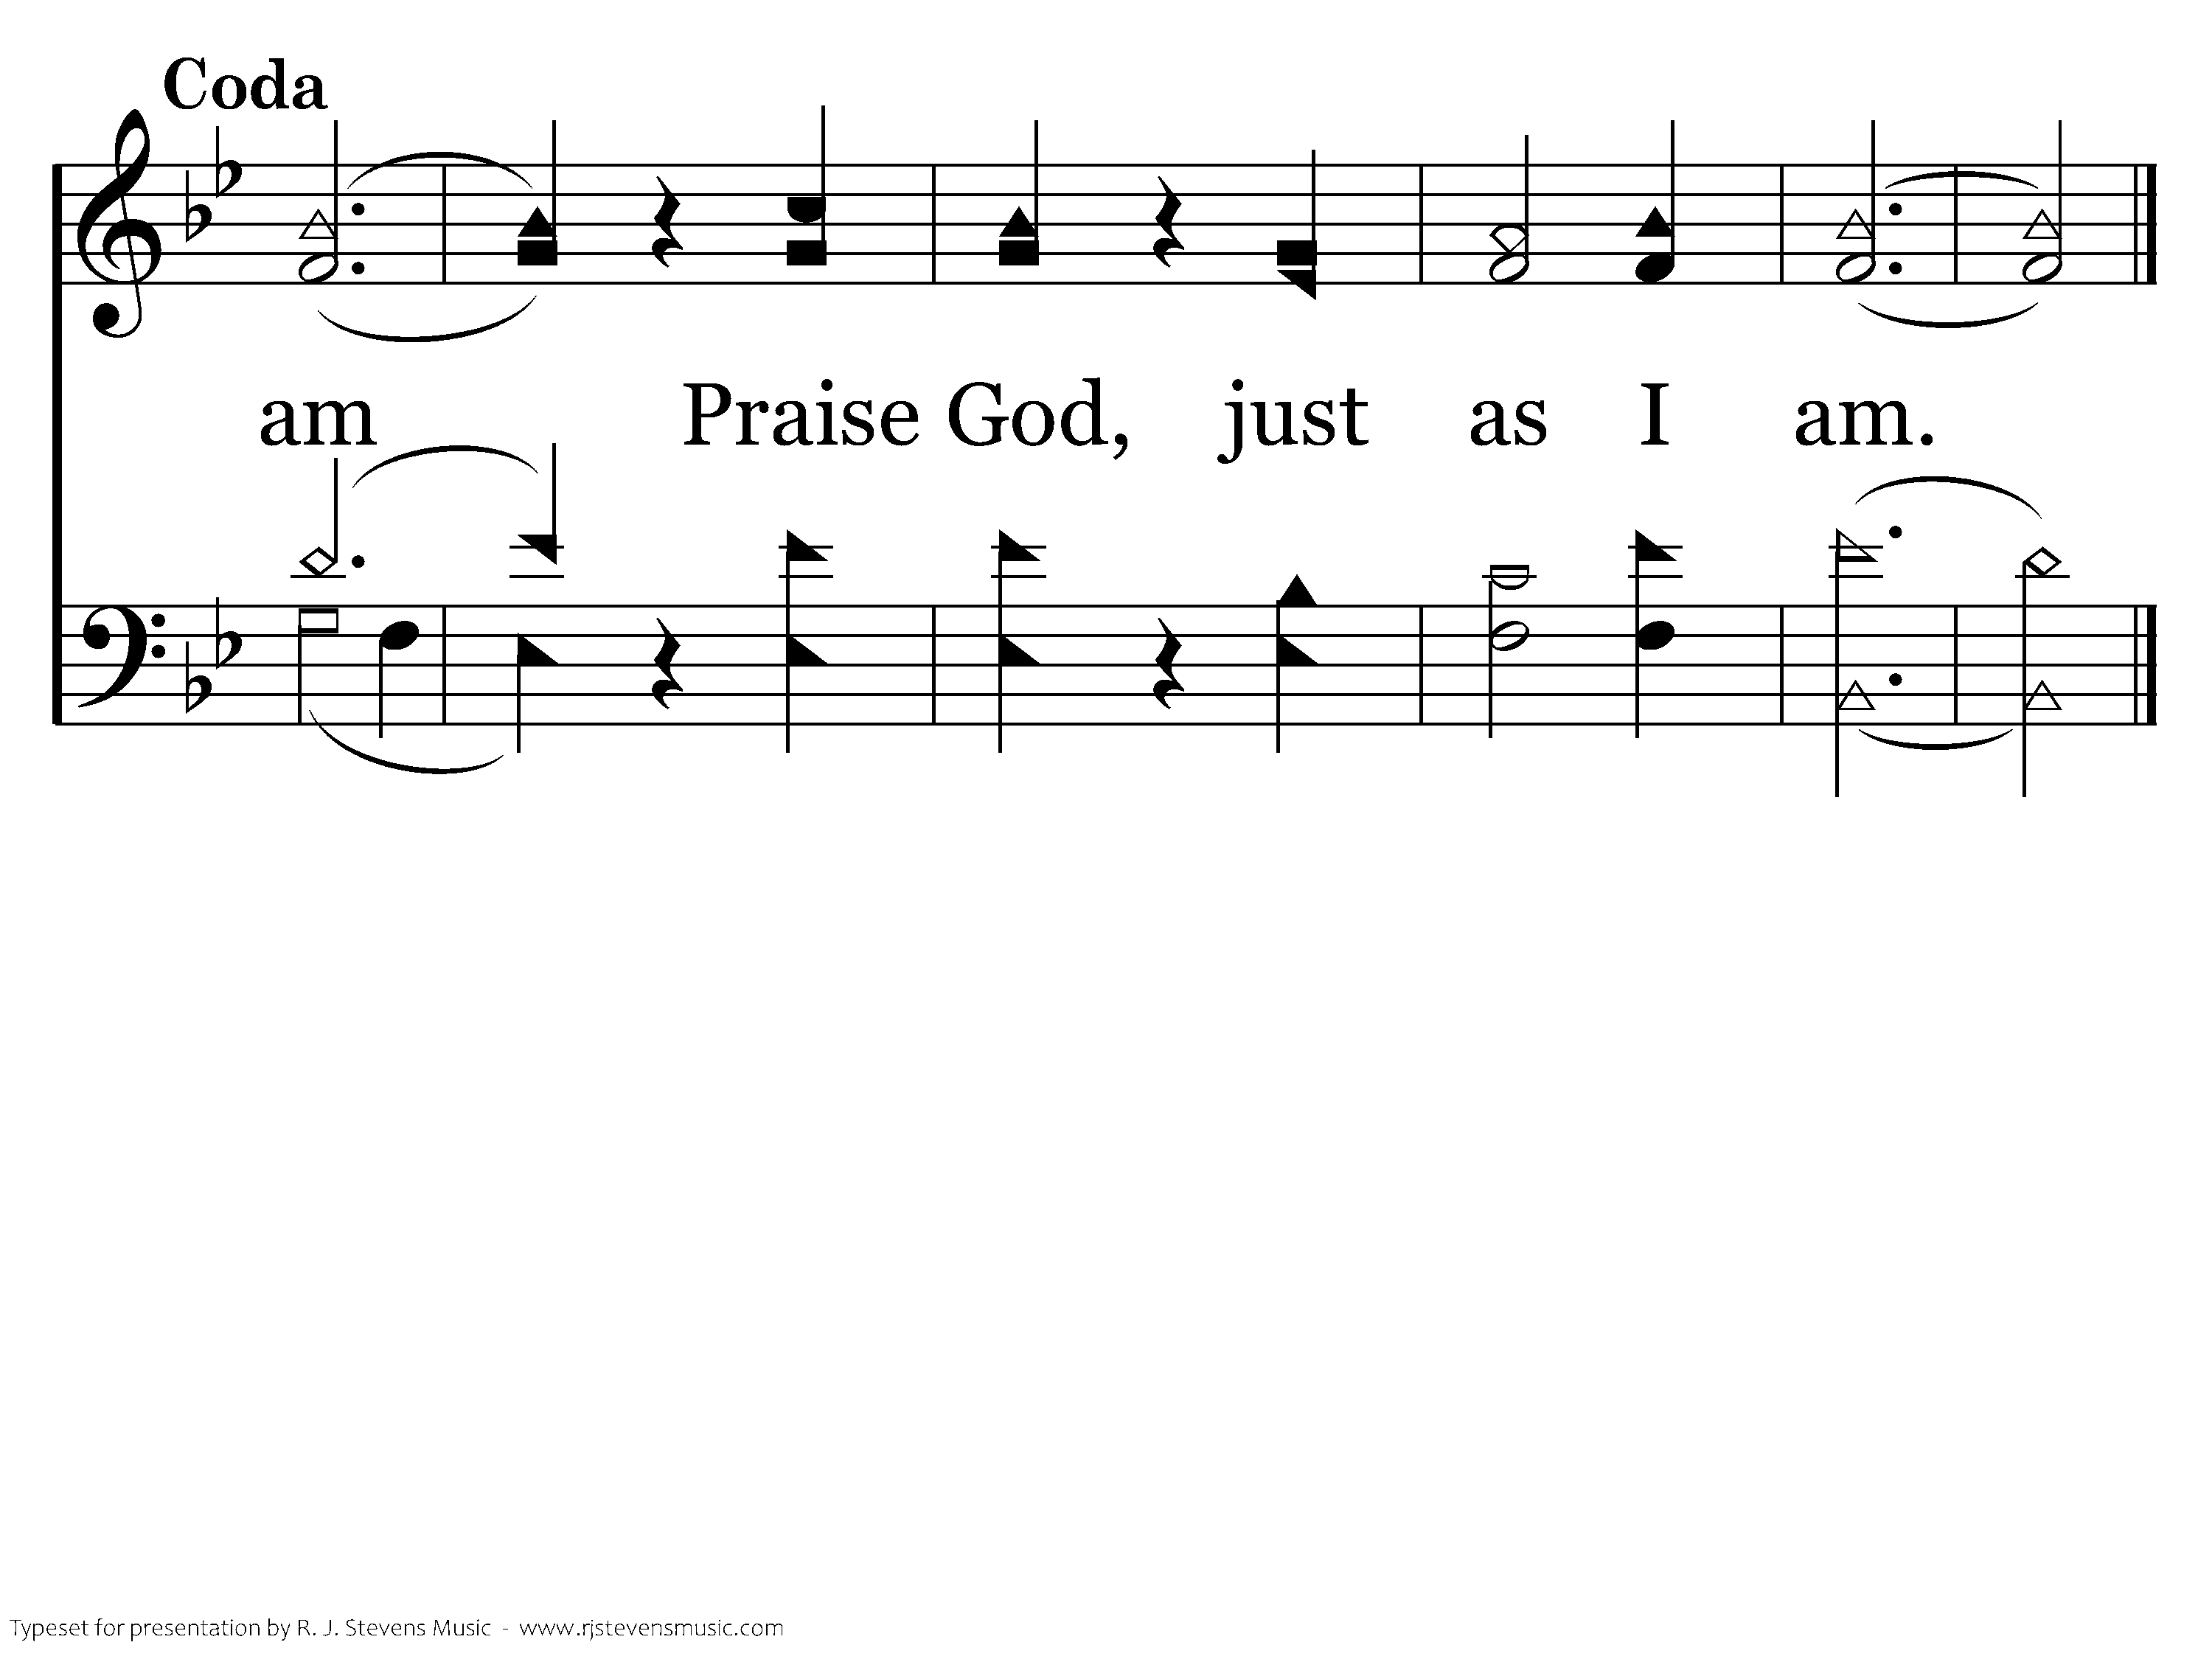 Coda
am Praise God, just as I am.
Typeset for presentation by R. J. Stevens Music - www.rjstevensmusic.com